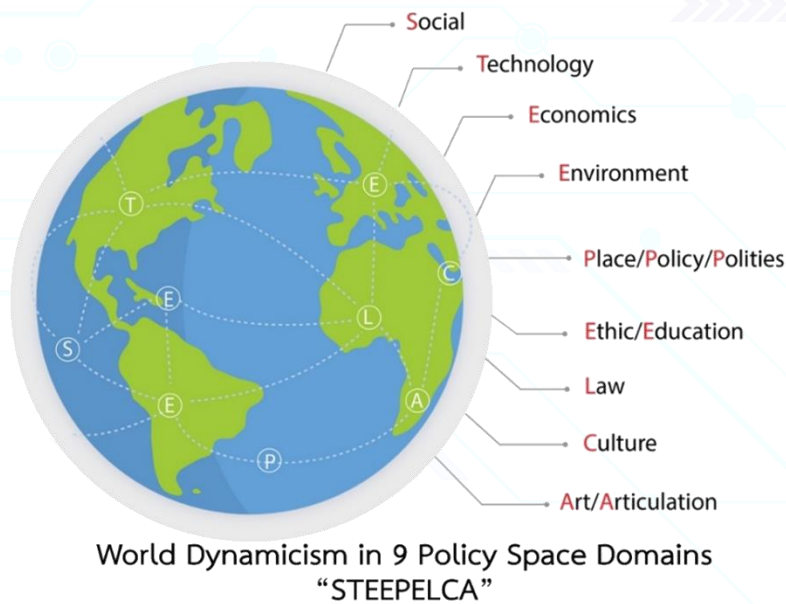 Social
Technology
Economics
Environment
Place/Policy/Polities
Ethic/Education
Law
Culture
Art/Articulation
T
E
C
E
L
S
E
A
P
World Dynamicism in 9 Policy Space Domains
“STEEPELCA”